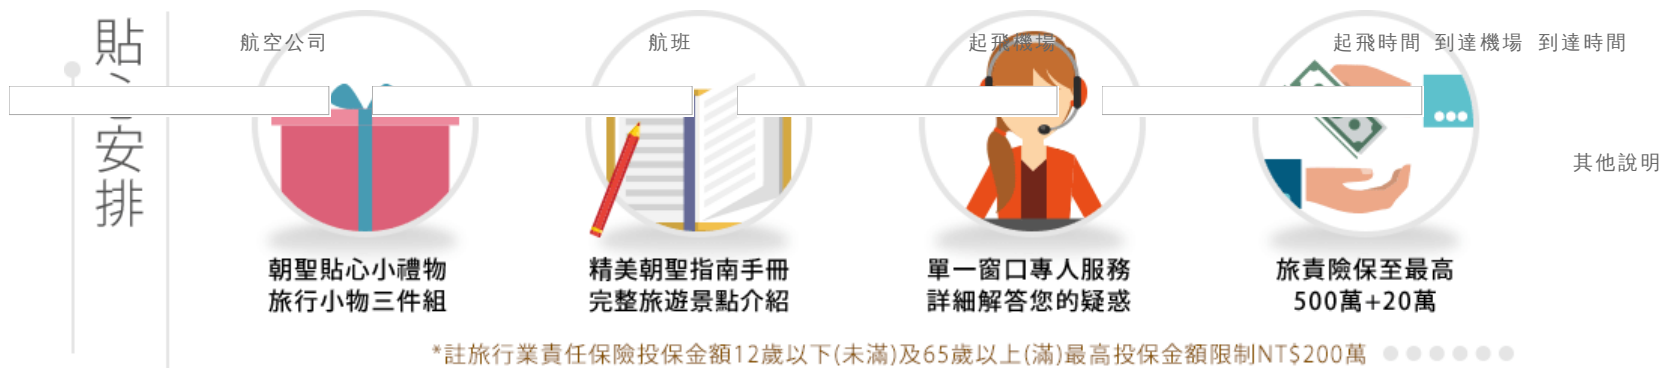 貼心安排
航空公司 航班 起飛機場 起飛時間 到達機場 到達時間
其他說明
朝聖貼心小禮物
旅行小物三件組
精美朝聖指南手冊
完整旅遊景點介紹
單一窗口專人服務
詳細解答您的疑惑
旅責險保至最高
500萬+20萬
*註旅行業責任保險投保金額12歲以下(未滿)及65歲以上(滿)最高投保金額限制NT$200萬